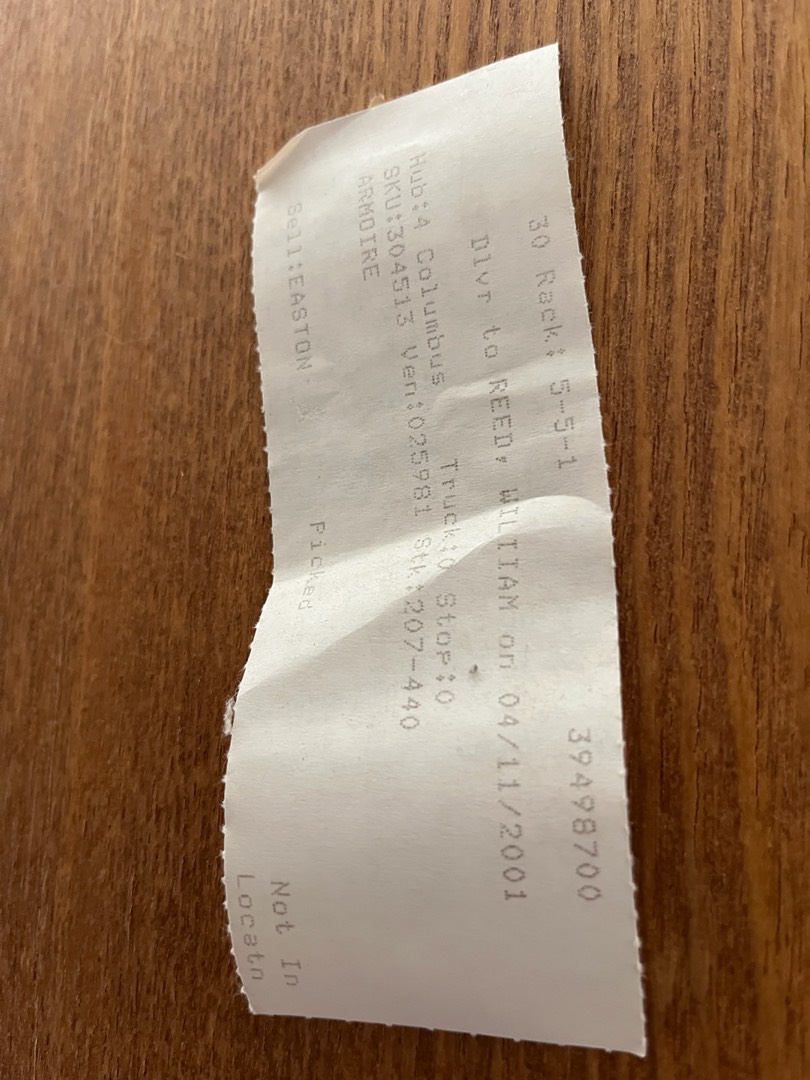 39498700
30 Rack: 5-5-1
Dlvr to REED, WILIIAM on 04/11/2001
Hub:4 Columbus Truck:0 Stop:0
SKU:304513 Ven:025981 Stk:207-440
ARMOIRE
Sell:EASTON Picked
Not In
Locatn